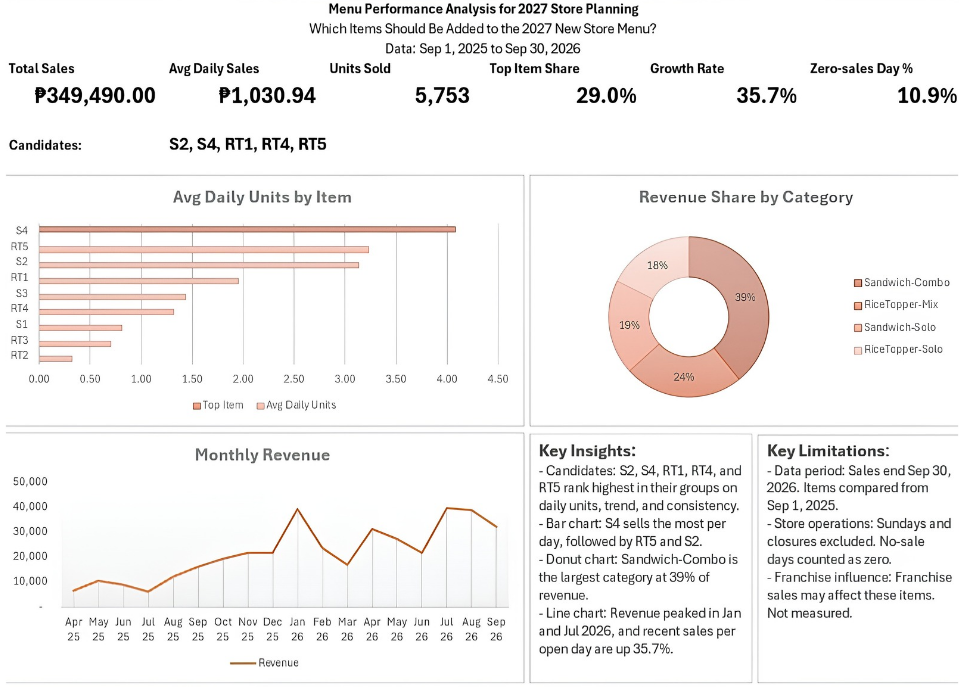 Menu Performance Analysis for 2027 Store Planning
Which Items Should Be Added to the 2027 New Store Menu?
Data: Sep 1, 2025 to Sep 30, 2026
Total Sales Avg Daily Sales Units Sold Top Item Share Growth Rate Zero-sales Day %
₱349,490.00 ₱1,030.94 5,753 29.0% 35.7% 10.9%
Candidates: S2, S4, RT1, RT4, RT5
Avg Daily Units by Item
S4
RT5
S2
RT1
S3
RT4
S1
RT3
RT2
0.00 0.50 1.00 1.50 2.00 2.50 3.00 3.50 4.00 4.50
Top Item Avg Daily Units
Revenue Share by Category
18%
39%
19%
24%
Sandwich-Combo
RiceTopper-Mix
Sandwich-Solo
RiceTopper-Solo
Monthly Revenue
50,000
40,000
30,000
20,000
10,000
-
Apr May Jun Jul Aug Sep Oct Nov Dec Jan Feb Mar Apr May Jun Jul Aug Sep
25 25 25 25 25 25 25 25 25 26 26 26 26 26 26 26 26 26
Revenue
Key Insights:
- Candidates: S2, S4, RT1, RT4, and
RT5 rank highest in their groups on
daily units, trend, and consistency.
- Bar chart: S4 sells the most per
day, followed by RT5 and S2.
- Donut chart: Sandwich-Combo is
the largest category at 39% of
revenue.
- Line chart: Revenue peaked in Jan
and Jul 2026, and recent sales per
open day are up 35.7%.
Key Limitations:
- Data period: Sales end Sep 30,
2026. Items compared from
Sep 1, 2025.
- Store operations: Sundays and
closures excluded. No-sale
days counted as zero.
- Franchise influence: Franchise
sales may affect these items.
Not measured.